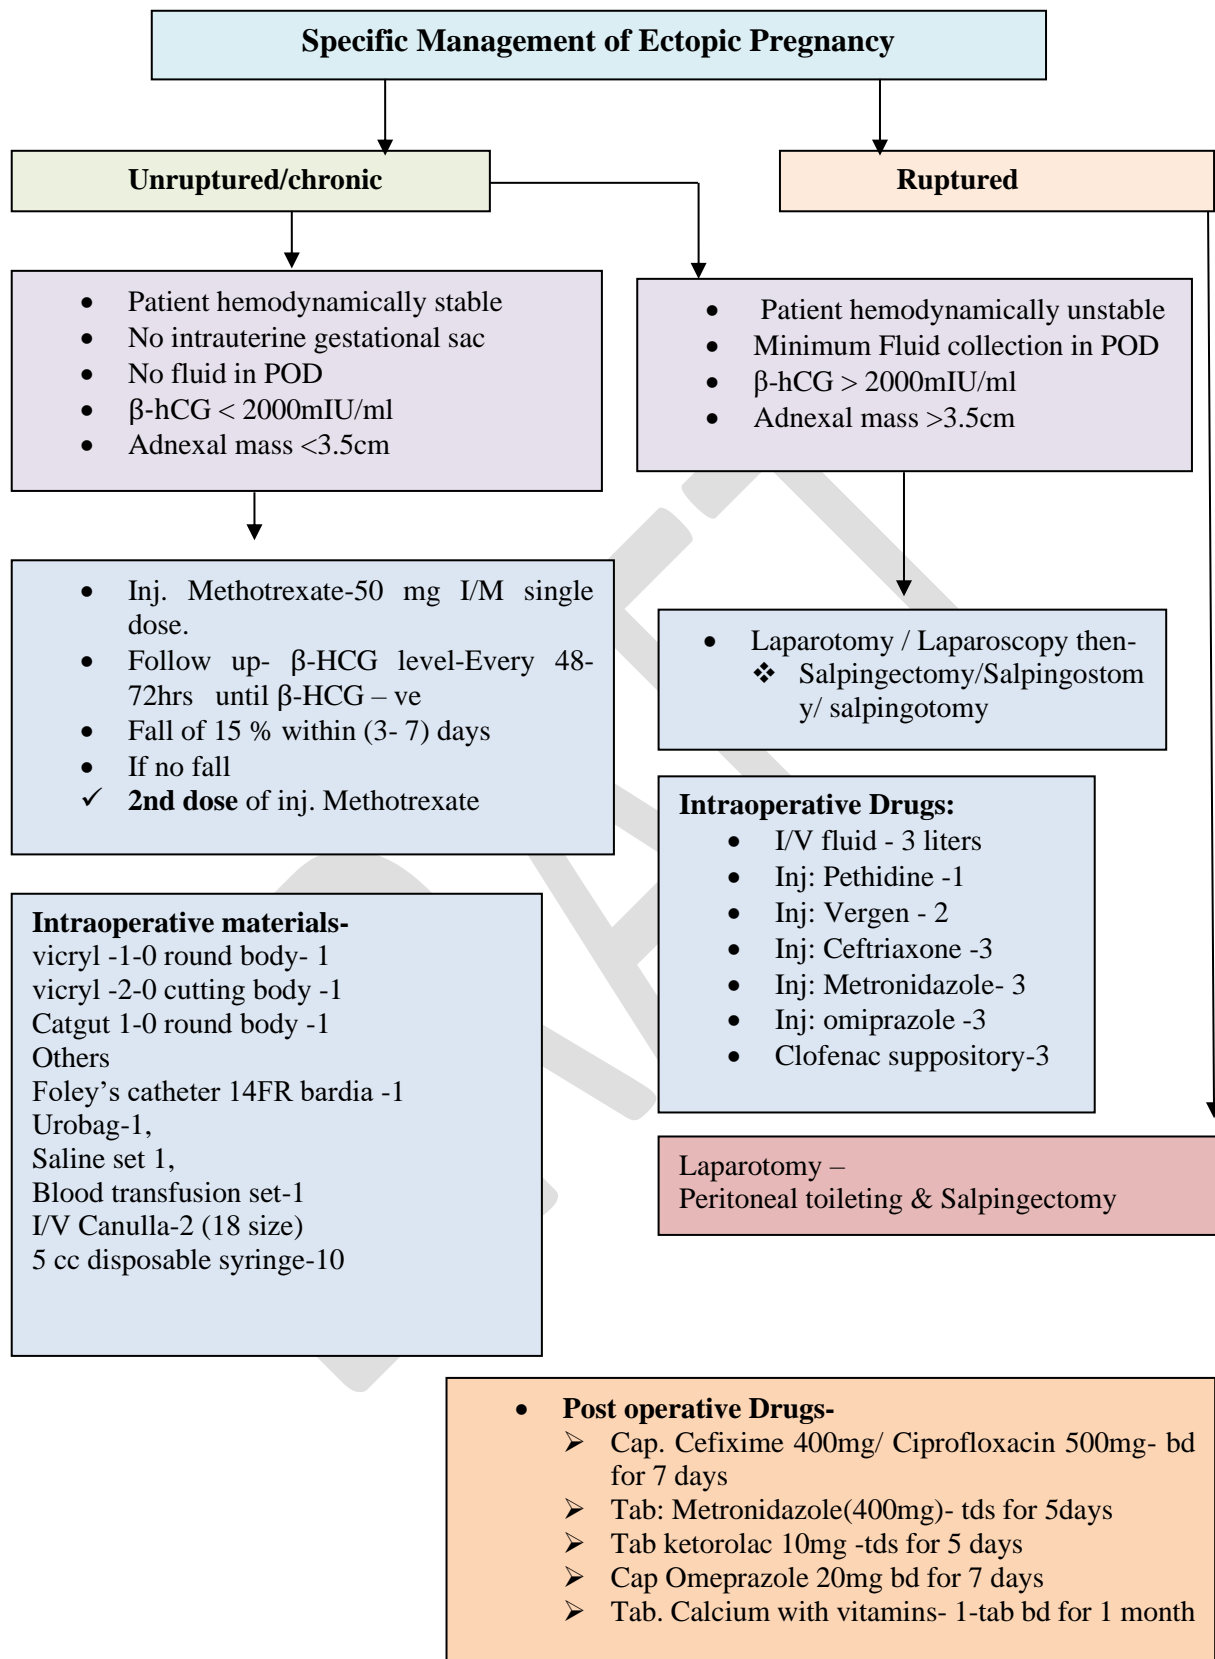 Specific Management of Ectopic Pregnancy
Unruptured/chronic
Ruptured
• Patient hemodynamically stable
• No intrauterine gestational sac
• No fluid in POD
• β-hCG < 2000mIU/ml
• Adnexal mass <3.5cm
• Patient hemodynamically unstable
• Minimum Fluid collection in POD
• β-hCG > 2000mIU/ml
• Adnexal mass >3.5cm
• Inj. Methotrexate-50 mg I/M single
dose.
• Follow up- β-HCG level-Every 48-
72hrs until β-HCG – ve
• Fall of 15 % within (3- 7) days
• If no fall
✓ 2nd dose of inj. Methotrexate
• Laparotomy / Laparoscopy then-
❖ Salpingectomy/Salpingostom
y/ salpingotomy
Intraoperative Drugs:
• I/V fluid - 3 liters
• Inj: Pethidine -1
• Inj: Vergen - 2
• Inj: Ceftriaxone -3
• Inj: Metronidazole- 3
• Inj: omiprazole -3
• Clofenac suppository-3
Intraoperative materials-
vicryl -1-0 round body- 1
vicryl -2-0 cutting body -1
Catgut 1-0 round body -1
Others
Foley’s catheter 14FR bardia -1
Urobag-1,
Saline set 1,
Blood transfusion set-1
I/V Canulla-2 (18 size)
5 cc disposable syringe-10
Laparotomy –
Peritoneal toileting & Salpingectomy
• Post operative Drugs-
➢ Cap. Cefixime 400mg/ Ciprofloxacin 500mg- bd
for 7 days
➢ Tab: Metronidazole(400mg)- tds for 5days
➢ Tab ketorolac 10mg -tds for 5 days
➢ Cap Omeprazole 20mg bd for 7 days
➢ Tab. Calcium with vitamins- 1-tab bd for 1 month
DRAFT